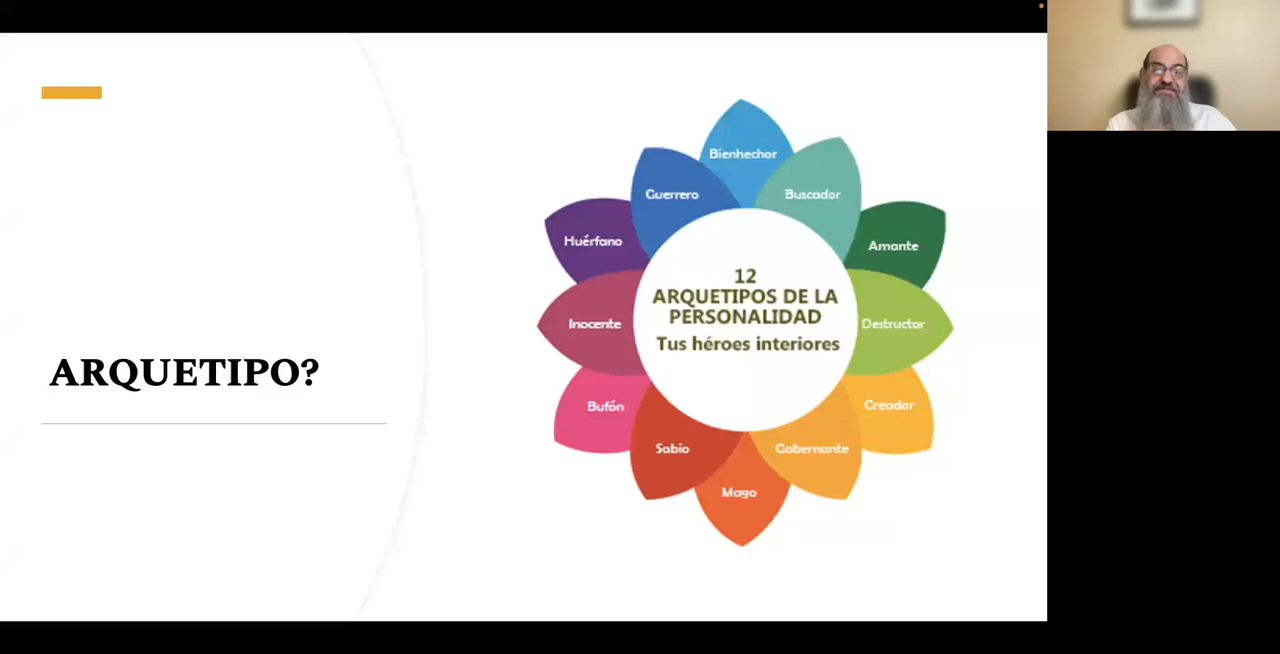 ARQUETIPO?
Bienhechor
Buscador
Amante
Destructor
Creador
Gobernante
Mago
Sabio
Bufón
Inocente
Huérfano
Guerrero
12
ARQUETIPOS DE LA
PERSONALIDAD
Tus héroes interiores